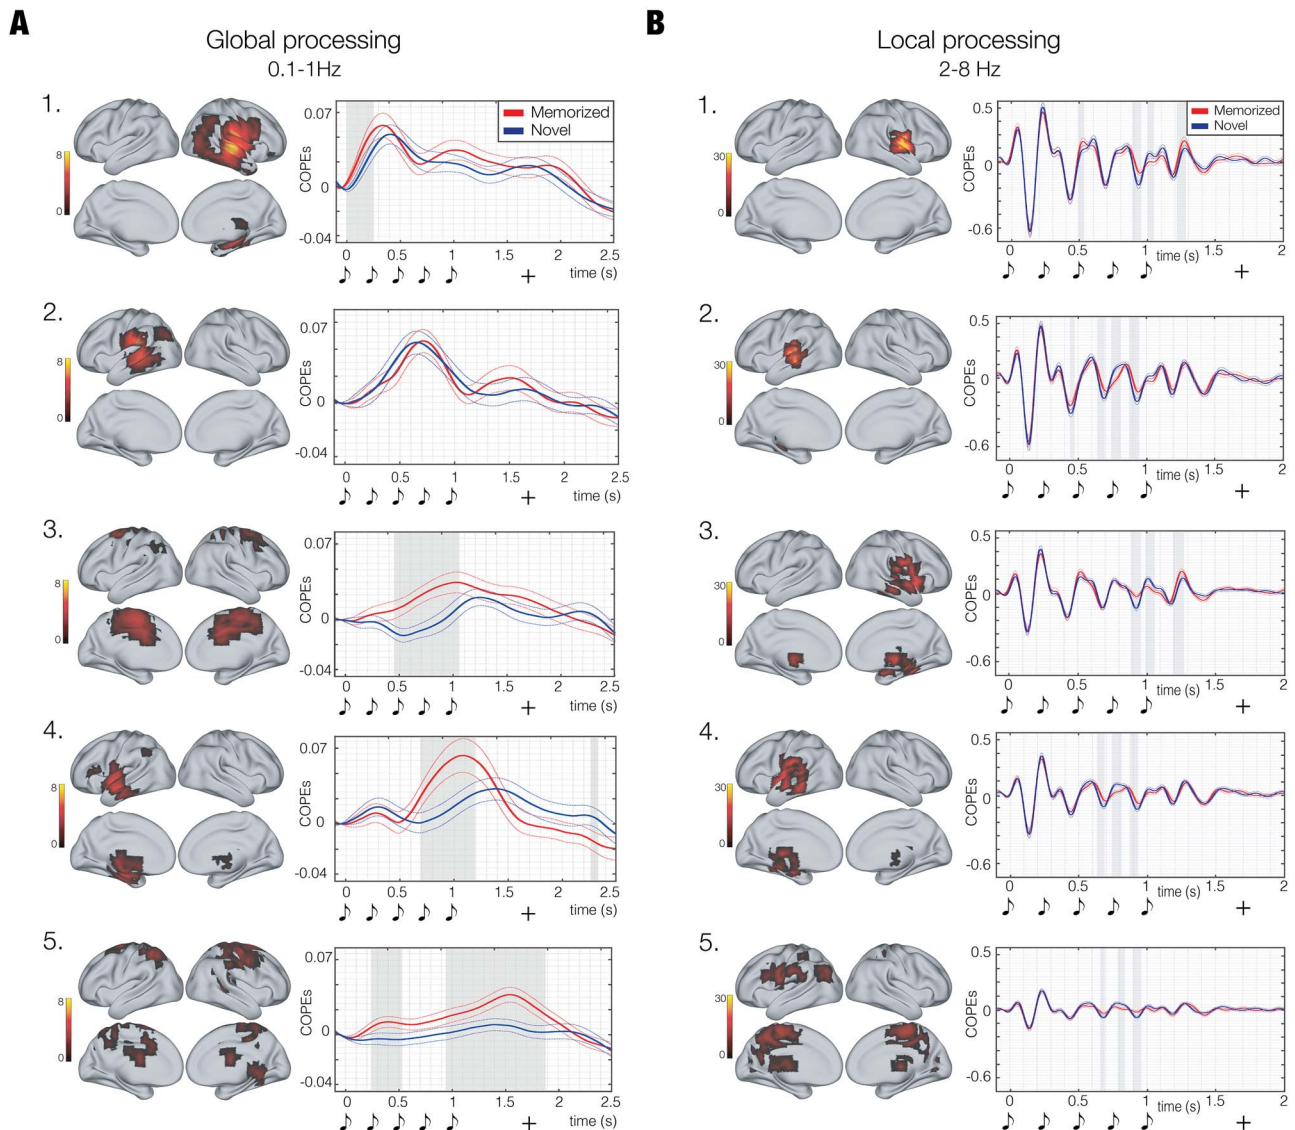 A
Global processing
0.1-1Hz
1.
8
0
COPEs
0.07
0
-0.04
Memorized
Novel
0 0.5 1 1.5 2 2.5
time (s)
+
2.
8
0
COPEs
0.07
0
-0.04
0 0.5 1 1.5 2 2.5
time (s)
+
3.
8
0
COPEs
0.07
0
-0.04
0 0.5 1 1.5 2 2.5
time (s)
+
4.
8
0
COPEs
0.07
0
-0.04
0 0.5 1 1.5 2 2.5
time (s)
+
5.
8
0
COPEs
0.07
0
-0.04
0 0.5 1 1.5 2 2.5
time (s)
+
B
Local processing
2-8 Hz
1.
30
0
COPEs
0.5
0
-0.6
Memorized
Novel
0 0.5 1 time (s) 1.5 2
+
2.
30
0
COPEs
0.5
0
-0.6
0 0.5 1 time (s) 1.5 2
+
3.
30
0
COPEs
0.5
0
-0.6
0 0.5 1 time (s) 1.5 2
+
4.
30
0
COPEs
0.5
0
-0.6
0 0.5 1 time (s) 1.5 2
+
5.
30
0
COPEs
0.5
0
-0.6
0 0.5 1 time (s) 1.5 2
+